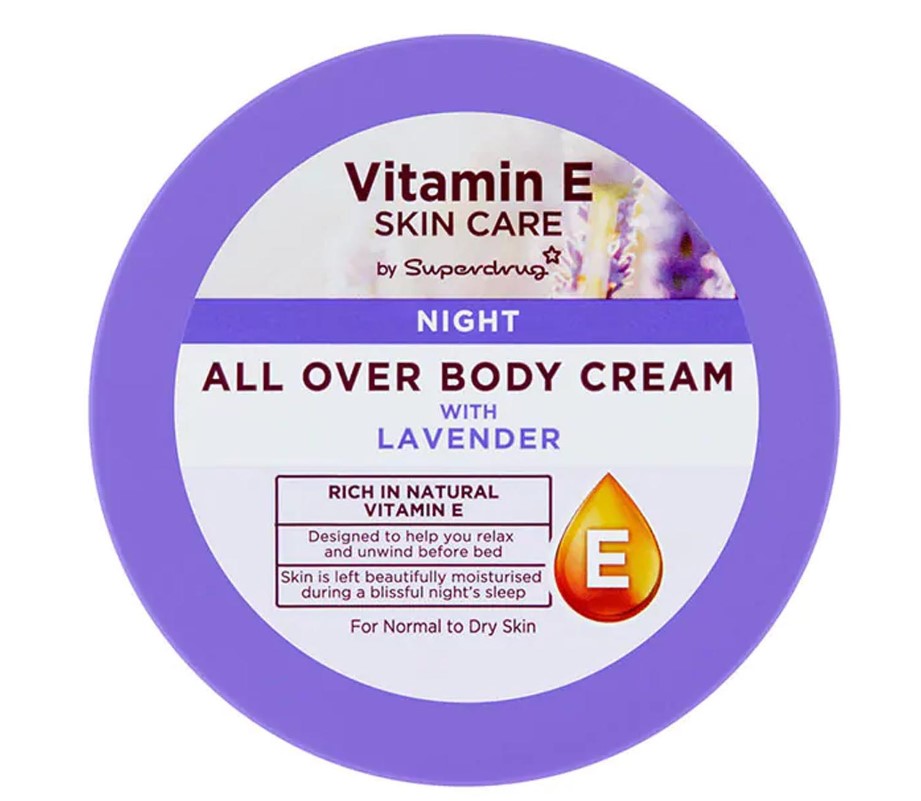 Vitamin E
SKIN CARE
by Superdrug
NIGHT
ALL OVER BODY CREAM
WITH
LAVENDER
RICH IN NATURAL
VITAMIN E
Designed to help you relax
and unwind before bed
Skin is left beautifully moisturised
during a blissful night's sleep
E
For Normal to Dry Skin